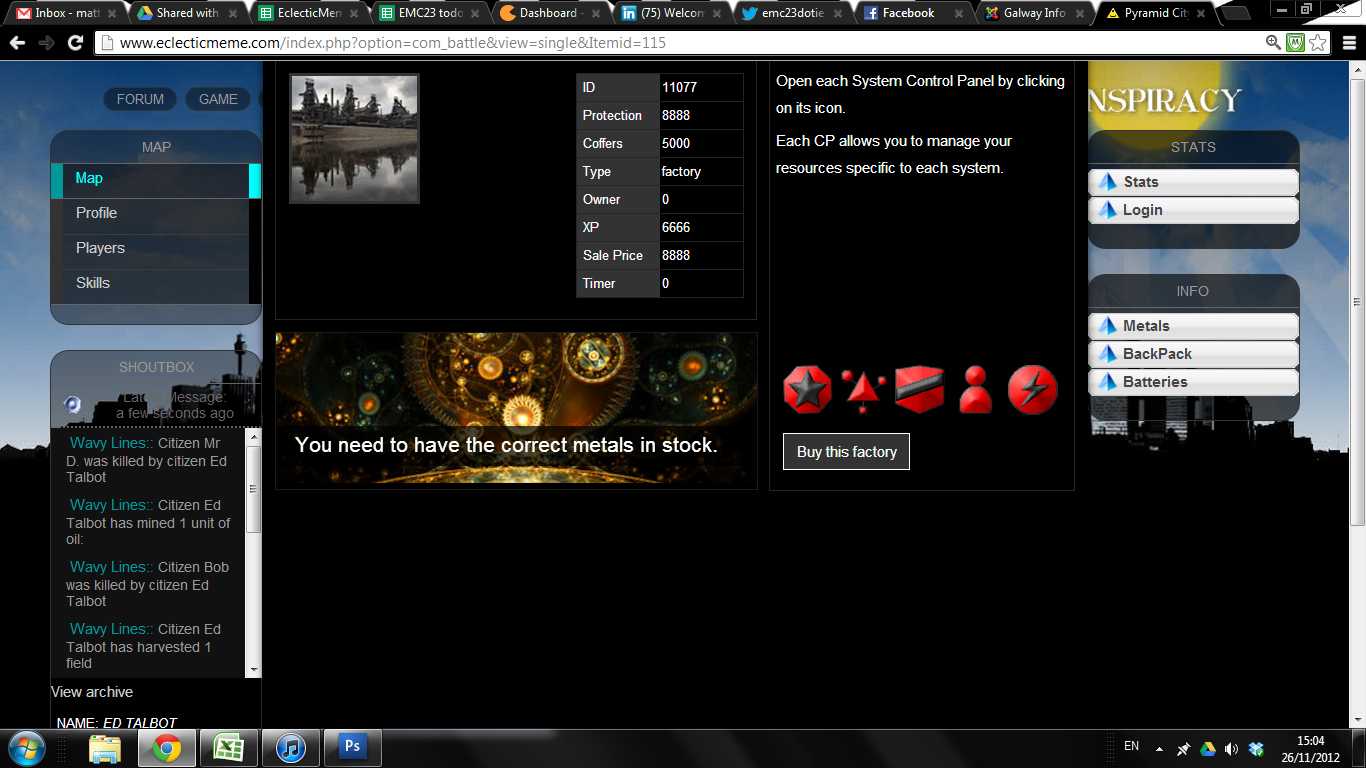 Inbox - mat
Shared with
EclecticMem
EMC23 todo
Dashboard -
(75) Welcom
emc23dotie
Facebook
Galway Info
Pyramid City
www.eclecticmeme.com/index.php?option=com_battle&view=single&Itemid=115
FORUM
GAME
MAP
Map
Profile
Players
Skills
SHOUTBOX
Latest Message:
a few seconds ago
Wavy Lines:: Citizen Mr
D. was killed by citizen Ed
Talbot
Wavy Lines:: Citizen Ed
Talbot has mined 1 unit of
oil:
Wavy Lines:: Citizen Bob
was killed by citizen Ed
Talbot
Wavy Lines:: Citizen Ed
Talbot has harvested 1
field
View archive
NAME: ED TALBOT
ID 11077
Protection 8888
Coffers 5000
Type factory
Owner 0
XP 6666
Sale Price 8888
Timer 0
You need to have the correct metals in stock.
Open each System Control Panel by clicking
on its icon.
Each CP allows you to manage your
resources specific to each system.
Buy this factory
NSPIRACY
STATS
Stats
Login
INFO
Metals
BackPack
Batteries
Ps
EN
15:04
26/11/2012